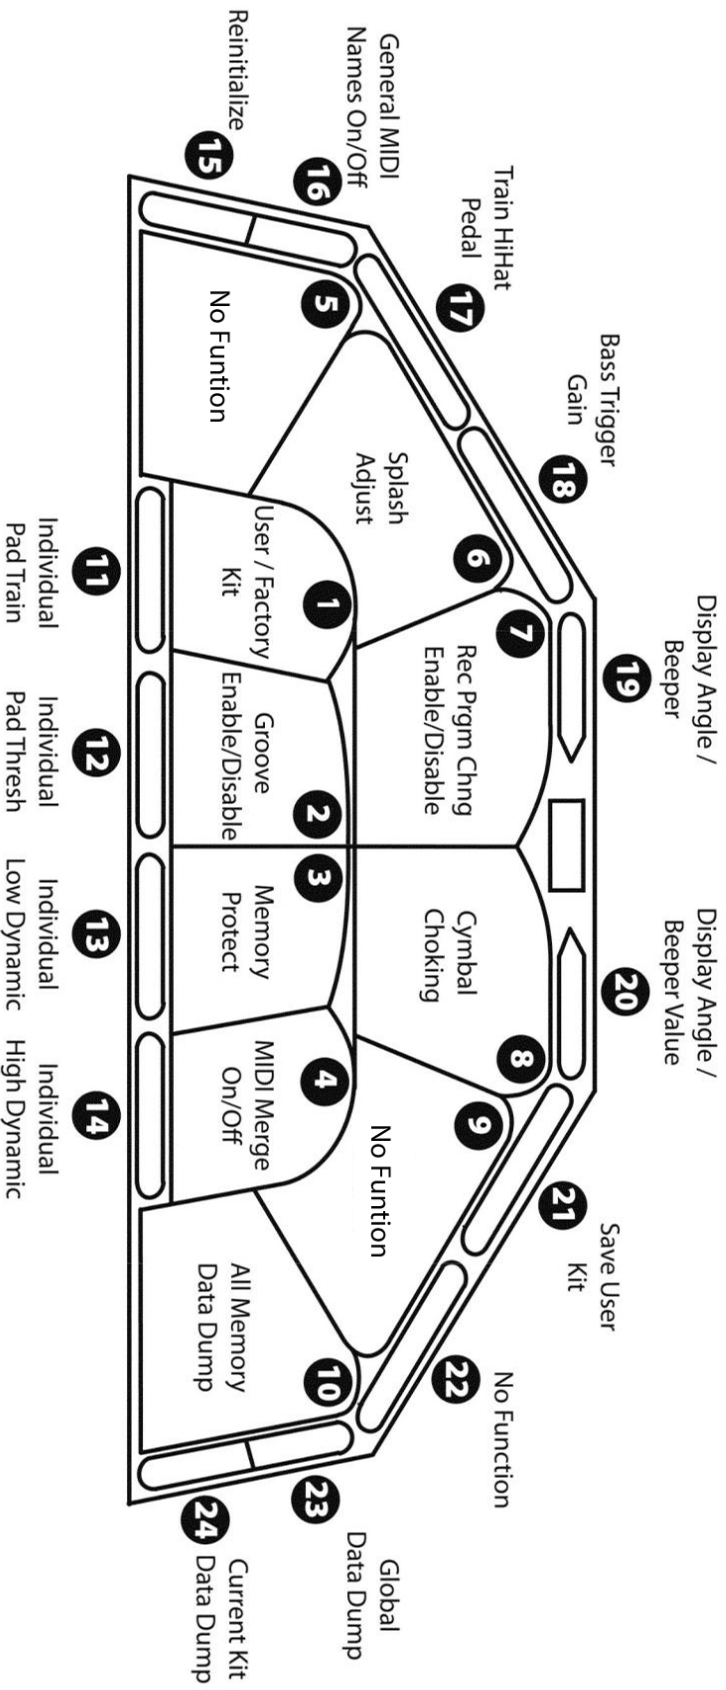 Reinitialize
15
General MIDI
Names On/Off
16
Train HiHat
Pedal
17
Bass Trigger
Gain
18
Display Angle /
Beeper
19
Display Angle /
Beeper Value
20
Save User
Kit
21
No Function
22
Global
Data Dump
23
Current Kit
Data Dump
24
5
No Funtion
Splash
Adjust
6
7
Rec Prgm Chng
Enable/Disable
Cymbal
Choking
8
9
No Funtion
10
All Memory
Data Dump
User / Factory
Kit
1
Groove
Enable/Disable
2
3
Memory
Protect
4
MIDI Merge
On/Off
11
Individual
Pad Train
12
Individual
Pad Thresh
13
Individual
Low Dynamic
14
Individual
High Dynamic